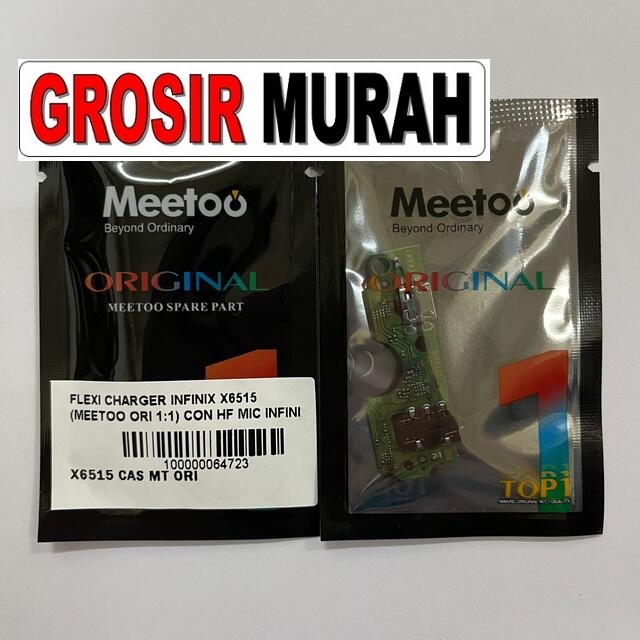 GROSIR MURAH
Meetoo
Beyond Ordinary
ORIGINAL
MEETOO SPARE PART
FLEXI CHARGER INFINIX X6515
(MEETOO ORI 1:1) CON HF MIC INFINI
100000064723
X6515 CAS MT ORI
Meetoo
Beyond Ordinary
ORIGINAL
1
TOP1